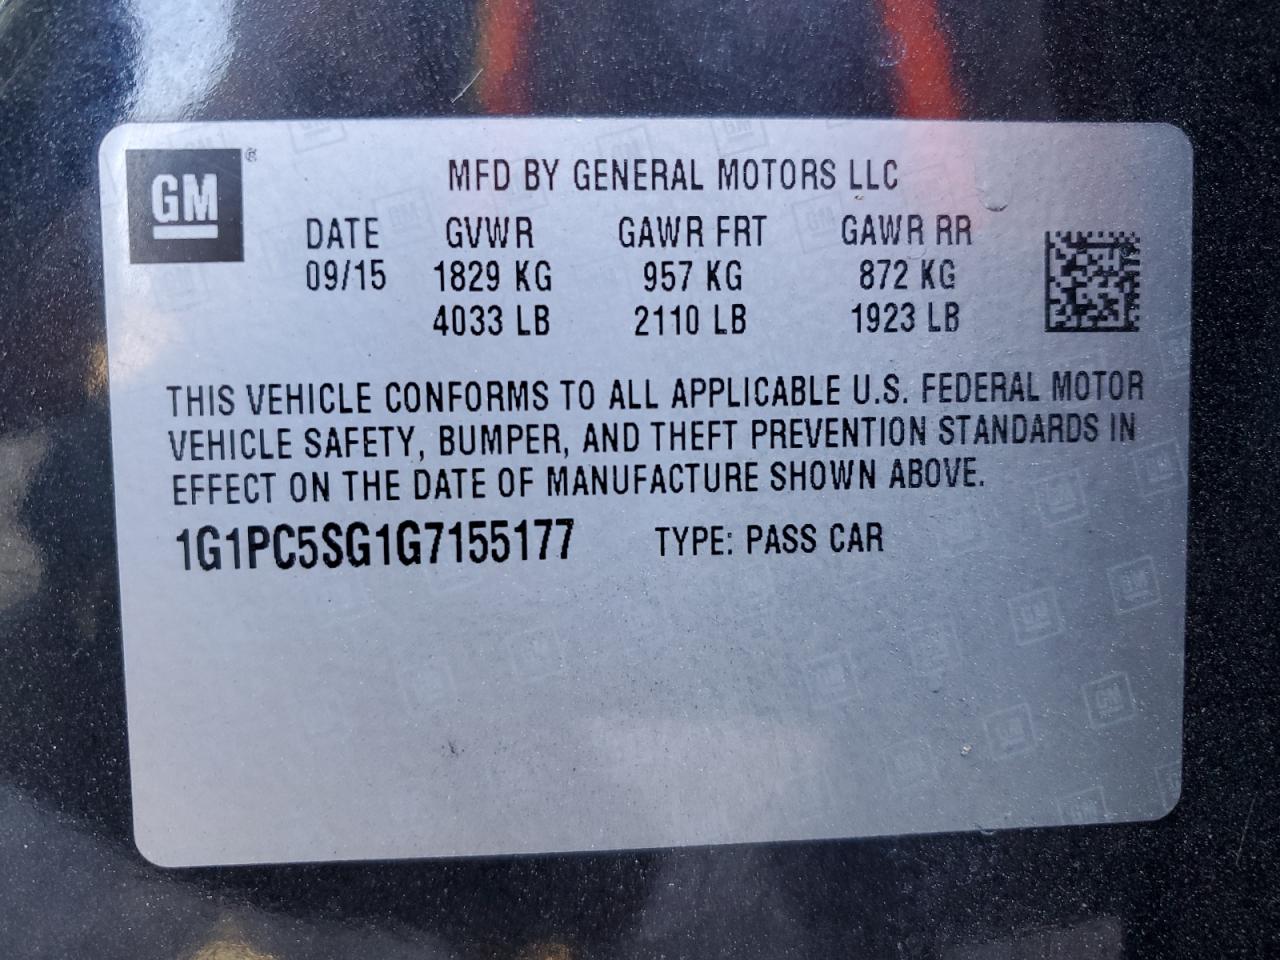 GM®
MFD BY GENERAL MOTORS LLC
DATE GVWR GAWR FRT GAWR RR
09/15 1829 KG 957 KG 872 KG
4033 LB 2110 LB 1923 LB
THIS VEHICLE CONFORMS TO ALL APPLICABLE U.S. FEDERAL MOTOR
VEHICLE SAFETY, BUMPER, AND THEFT PREVENTION STANDARDS IN
EFFECT ON THE DATE OF MANUFACTURE SHOWN ABOVE.
1G1PC5SG1G7155177 TYPE: PASS CAR